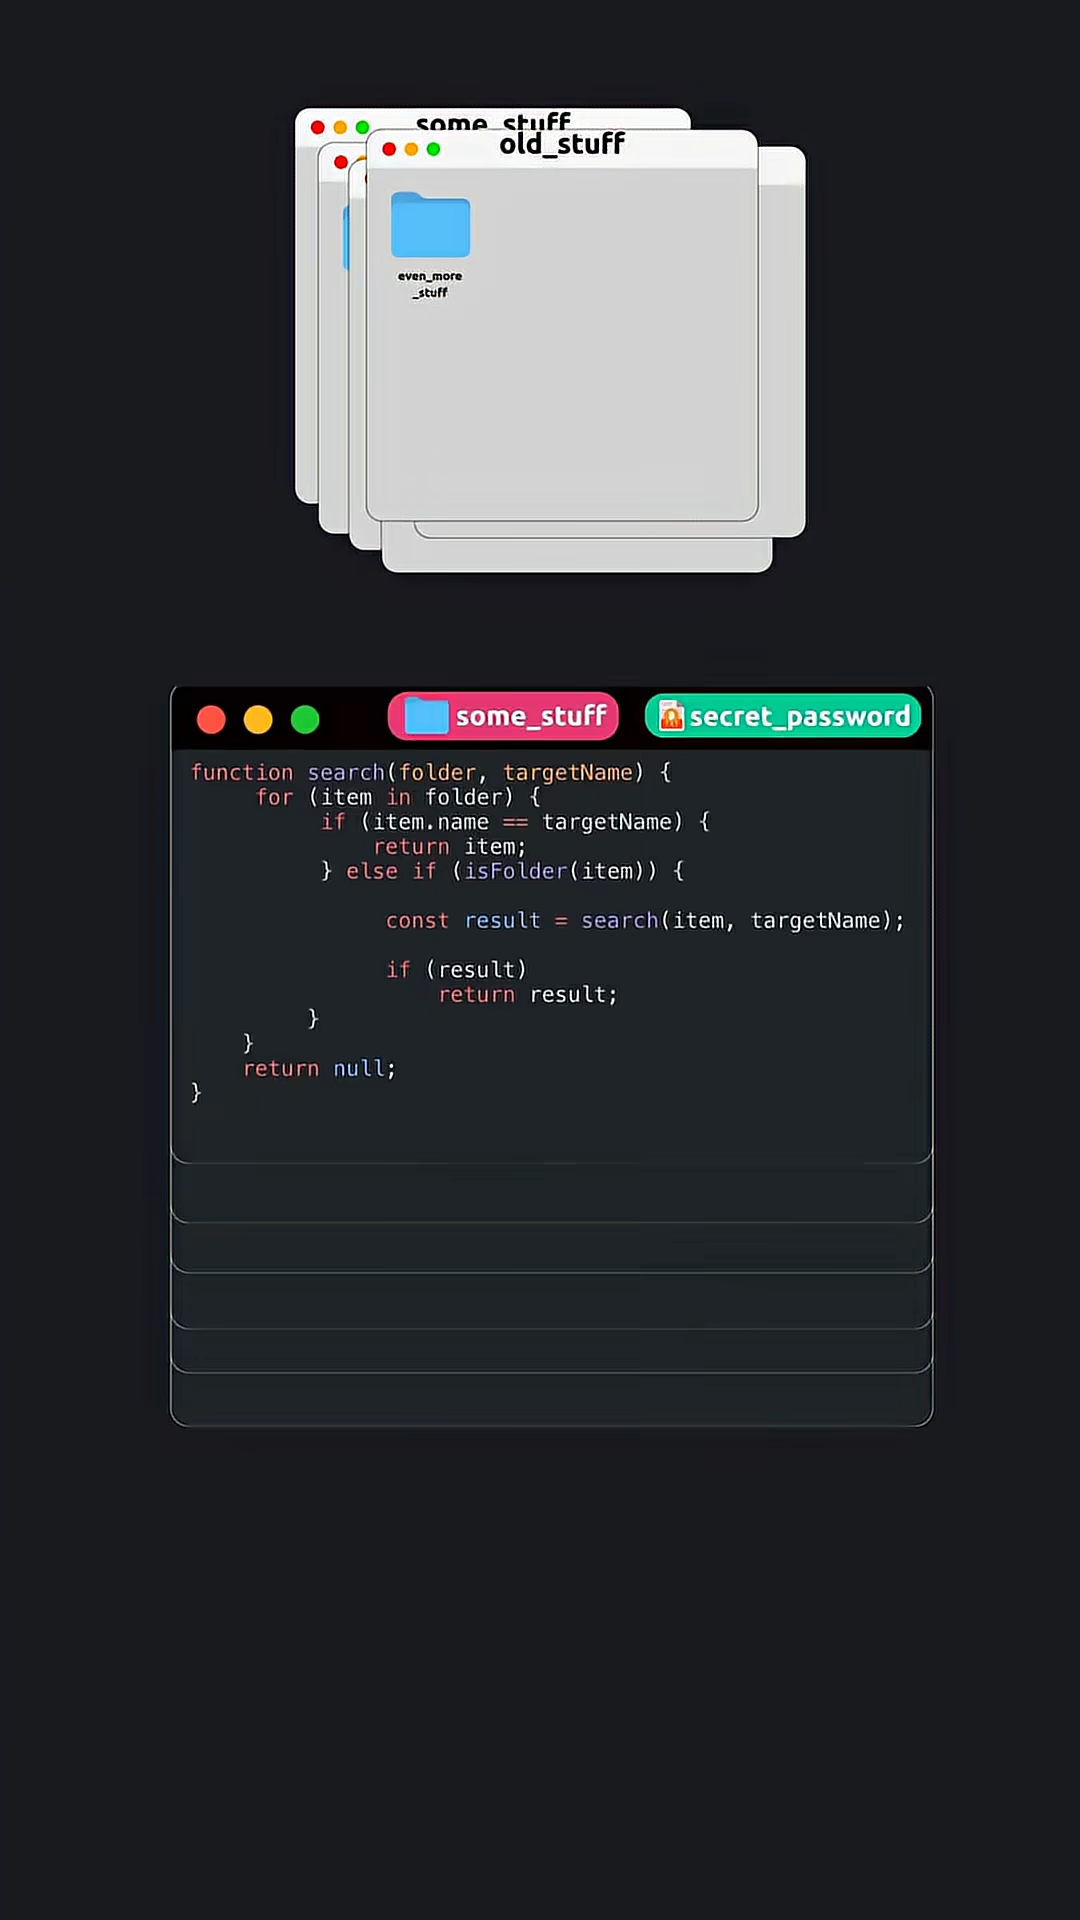 some_stuff
old_stuff
even_more
_stuff
some_stuff secret_password
function search(folder, targetName) {
for (item in folder) {
if (item.name == targetName) {
return item;
} else if (isFolder(item)) {
const result = search(item, targetName);
if (result)
return result;
}
}
return null;
}